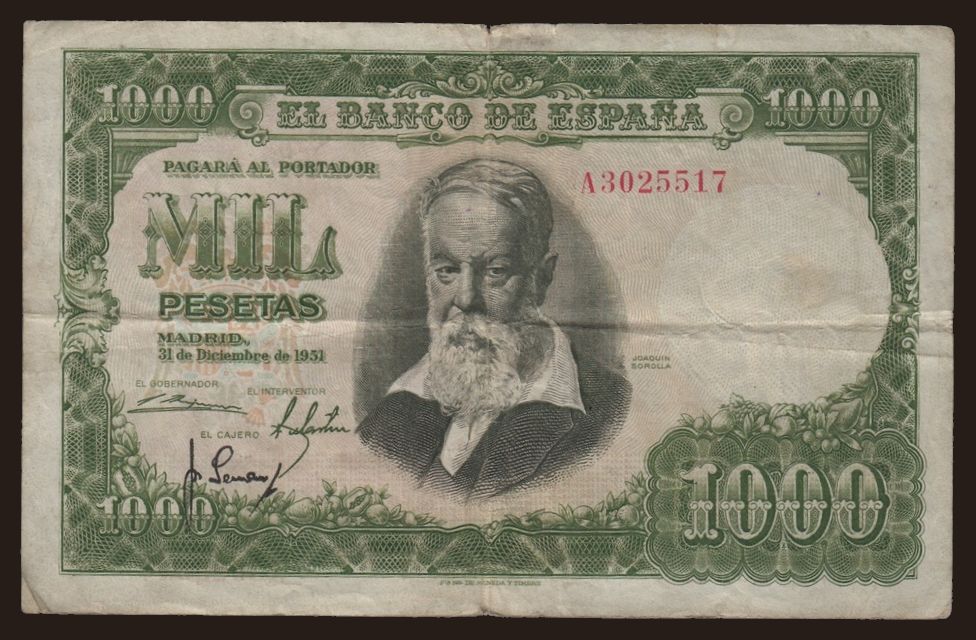 1000 EL BANCO DE ESPAÑA 1000
PAGARÁ AL PORTADOR
A3025517
MIL
PESETAS
MADRID,
31 de Diciembre de 1951
JOAQUIN
SOROLLA
EL GOBERNADOR
EL INTERVENTOR
EL CAJERO
1000
1000